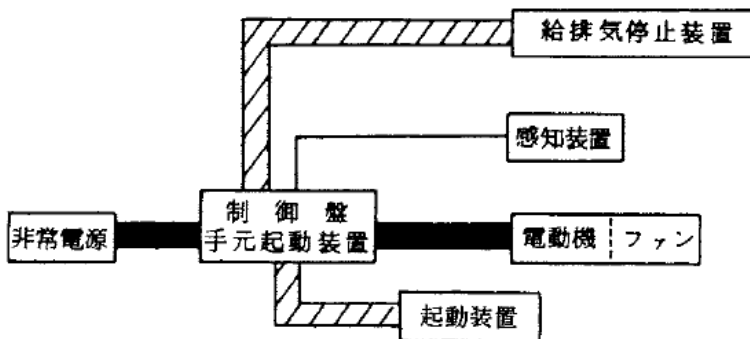 給排気停止装置
感知装置
制御盤
手元起動装置
非常電源
電動機
ファン
起動装置